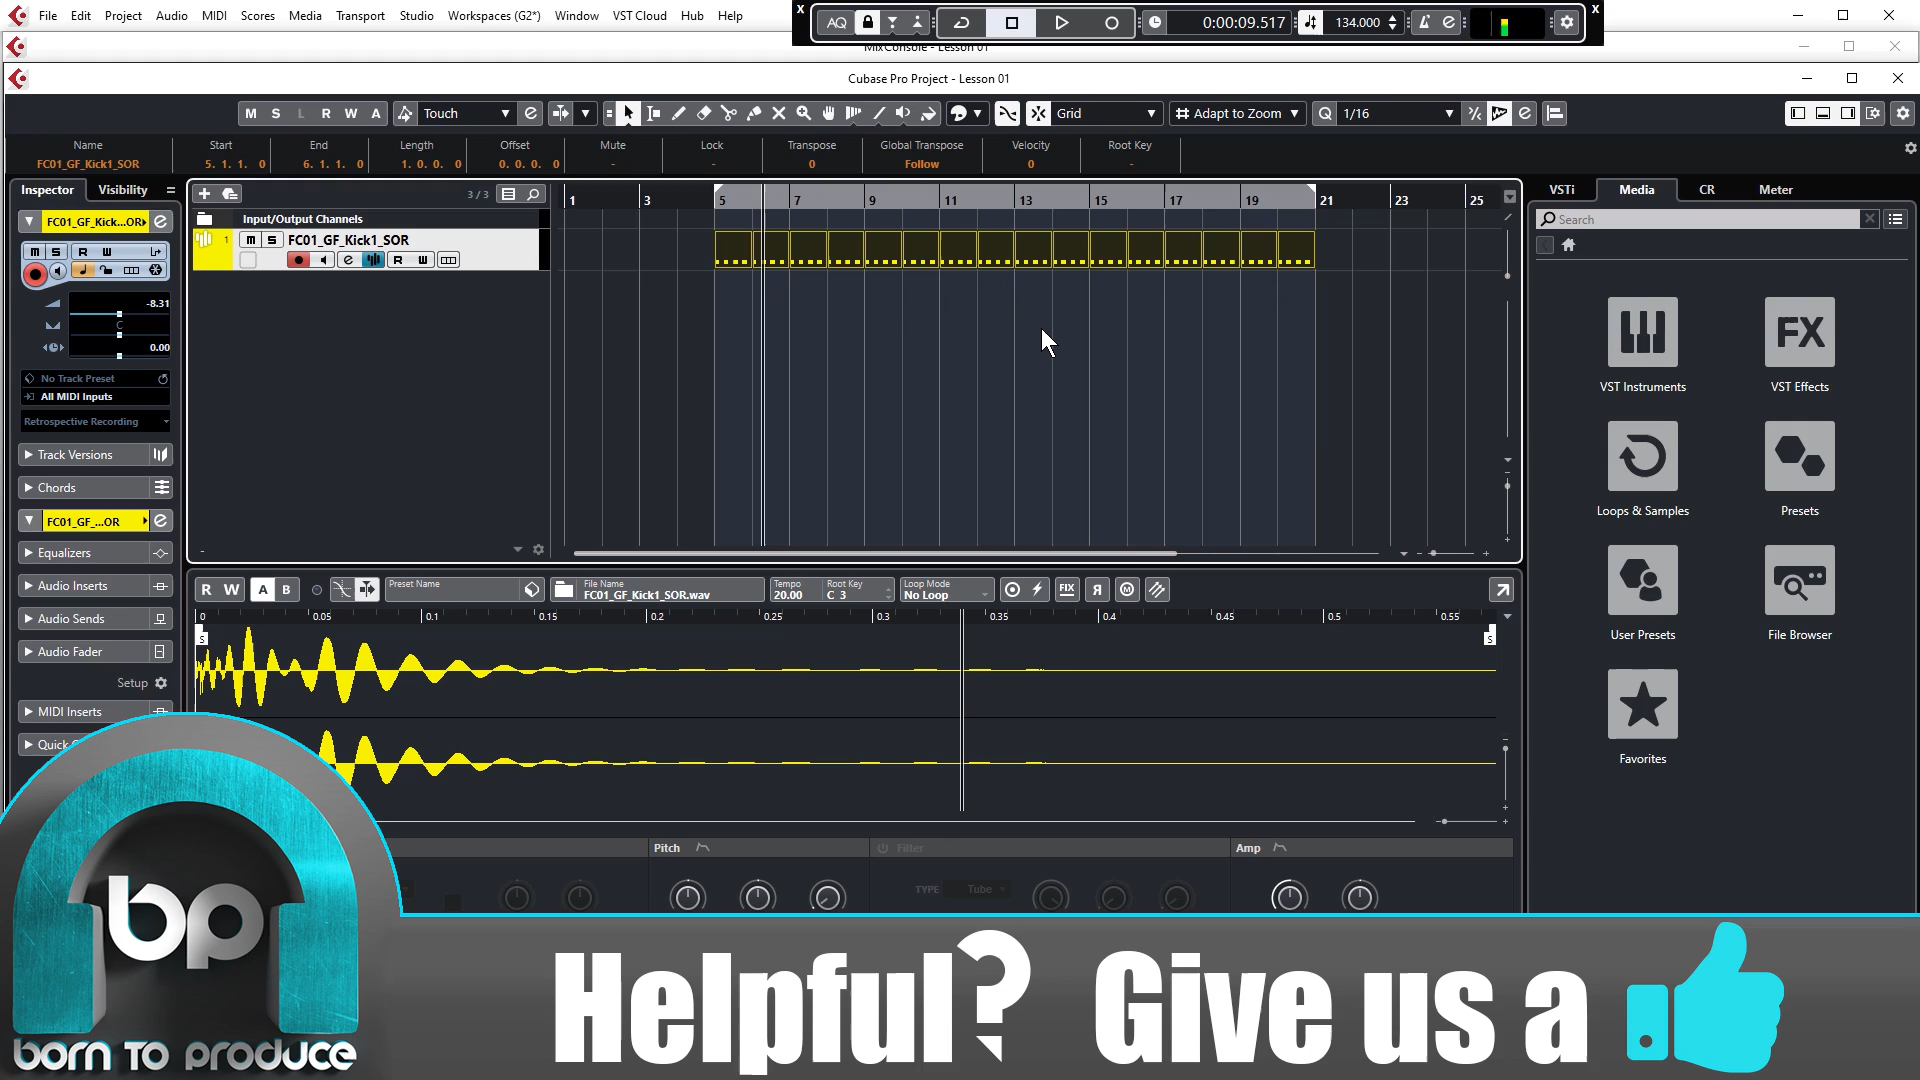 File Edit Project Audio MIDI Scores Media Transport Studio Workspaces (G2*) Window VST Cloud Hub Help
X AQ 0:00:09.517 134.000 e X
MixConsole - Lesson 01
Cubase Pro Project - Lesson 01
M S L R W A Touch e Grid Adapt to Zoom Q 1/16 e
Name Start End Length Offset Mute Lock Transpose Global Transpose Velocity Root Key
FC01_GF_Kick1_SOR 5. 1. 1. 0 6. 1. 1. 0 1. 0. 0. 0 0. 0. 0. 0 - - 0 Follow 0 -
Inspector Visibility 3 / 3 1 3 5 7 9 11 13 15 17 19 21 23 25 VSTi Media CR Meter
Input/Output Channels Search
FC01_GF_Kick...OR e 1 m S FC01_GF_Kick1_SOR
m S R W e R W
-8.31
C
0.00
No Track Preset
All MIDI Inputs
VST Instruments VST Effects
FX
Retrospective Recording
Track Versions
Chords
Loops & Samples Presets
FC01_GF_...OR e
Equalizers
Audio Inserts R W A B Preset Name File Name FC01_GF_Kick1_SOR.wav Tempo 20.00 Root Key C 3 Loop Mode No Loop FIX R M
Audio Sends 0 0.05 0.1 0.15 0.2 0.25 0.3 0.35 0.4 0.45 0.5 0.55
S S
User Presets File Browser
Audio Fader
Setup
MIDI Inserts
Quick
Favorites
Pitch Filter Amp
TYPE Tube
bp
Helpful? Give us a
born to produce